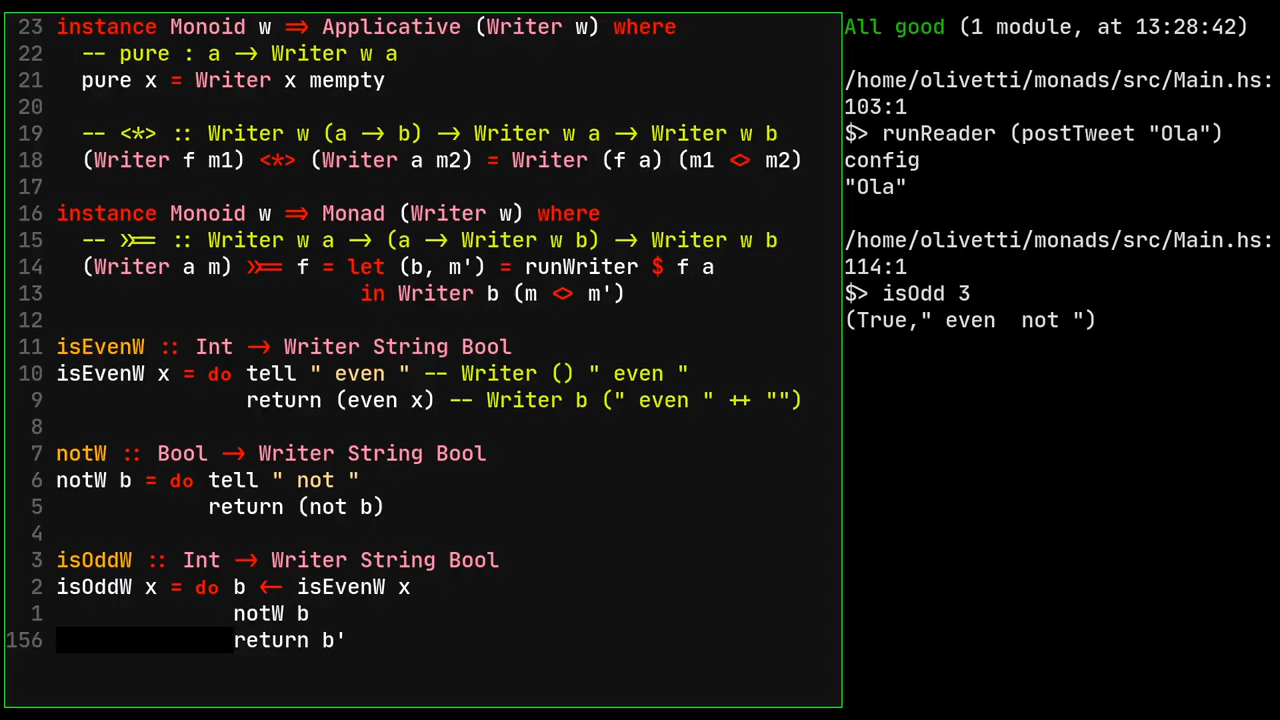 23 instance Monoid w => Applicative (Writer w) where
22   -- pure : a -> Writer w a
21   pure x = Writer x mempty
20
19   -- <*> :: Writer w (a -> b) -> Writer w a -> Writer w b
18   (Writer f m1) <*> (Writer a m2) = Writer (f a) (m1 <> m2)
17
16 instance Monoid w => Monad (Writer w) where
15   -- >>= :: Writer w a -> (a -> Writer w b) -> Writer w b
14   (Writer a m) >>= f = let (b, m') = runWriter $ f a
13                         in Writer b (m <> m')
12
11 isEvenW :: Int -> Writer String Bool
10 isEvenW x = do tell " even " -- Writer () " even "
9                return (even x) -- Writer b (" even " ++ "")
8
7 notW :: Bool -> Writer String Bool
6 notW b = do tell " not "
5             return (not b)
4
3 isOddW :: Int -> Writer String Bool
2 isOddW x = do b <- isEvenW x
1               notW b
156               return b'
All good (1 module, at 13:28:42)
/home/olivetti/monads/src/Main.hs:
103:1
$> runReader (postTweet "Ola")
config
"Ola"
/home/olivetti/monads/src/Main.hs:
114:1
$> isOdd 3
(True," even  not ")